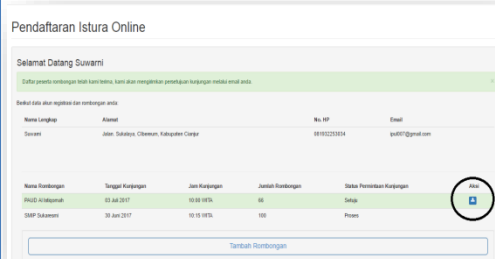 Pendaftaran Istura Online
Selamat Datang Suwarni
Daftar peserta rombongan telah kami terima, kami akan mengirimkan persetujuan kunjungan melalui email anda.
Berikut data akun registrasi dan rombongan anda:
Nama Lengkap Alamat No. HP Email
Suwarni Jalan, Sukalaya, Cibeureum, Kabupaten Cianjur
Nama Rombongan Tanggal Kunjungan Jam Kunjungan Jumlah Rombongan Status Permintaan Kunjungan Aksi
PAUD Al Istiqomah 03 Juli 2017 10:00 WITA 60 Setuju
SMIP Sukaresmi 30 Juni 2017 10:15 WITA 100 Proses
Tambah Rombongan